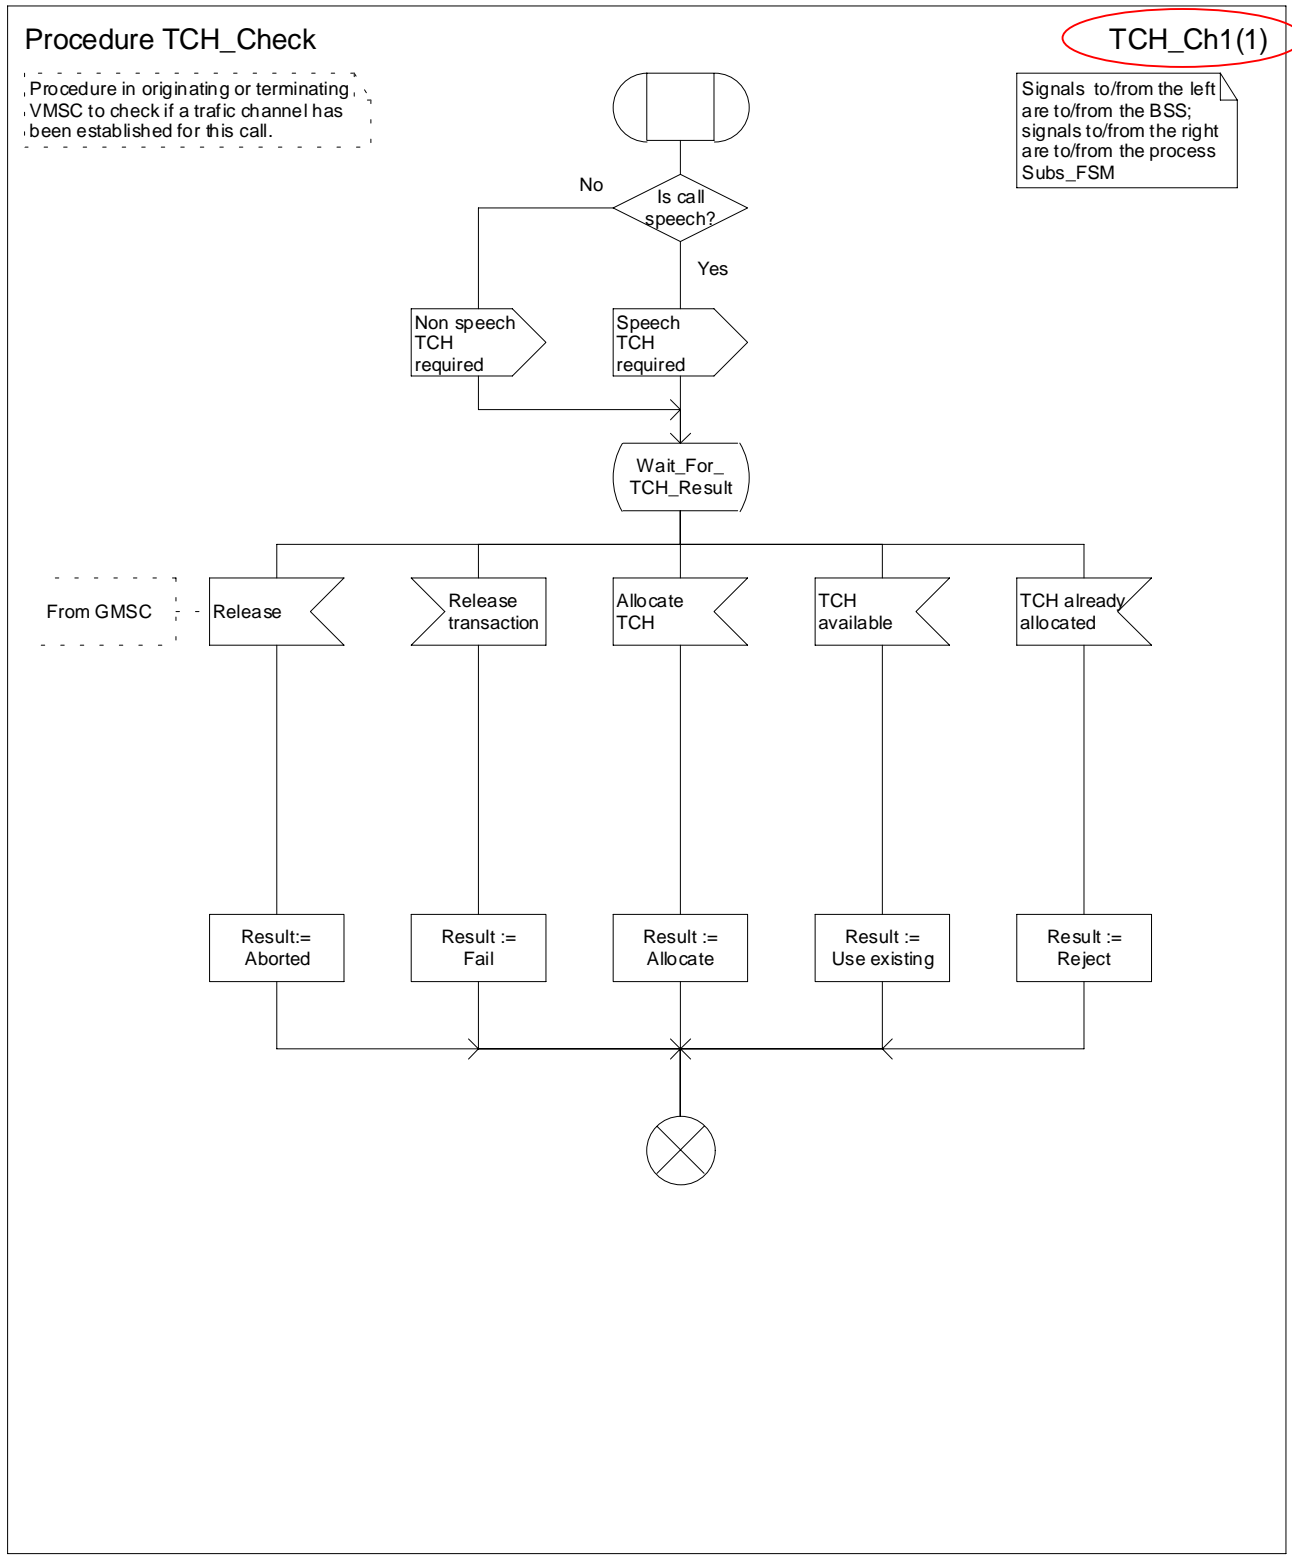 Procedure TCH_Check
TCH_Ch1(1)
Procedure in originating or terminating
VMSC to check if a trafic channel has
been established for this call.
Signals to/from the left
are to/from the BSS;
signals to/from the right
are to/from the process
Subs_FSM
No
Is call
speech?
Yes
Non speech
TCH
required
Speech
TCH
required
Wait_For_
TCH_Result
From GMSC
Release
Release
transaction
Allocate
TCH
TCH
available
TCH already
allocated
Result:=
Aborted
Result :=
Fail
Result :=
Allocate
Result :=
Use existing
Result :=
Reject